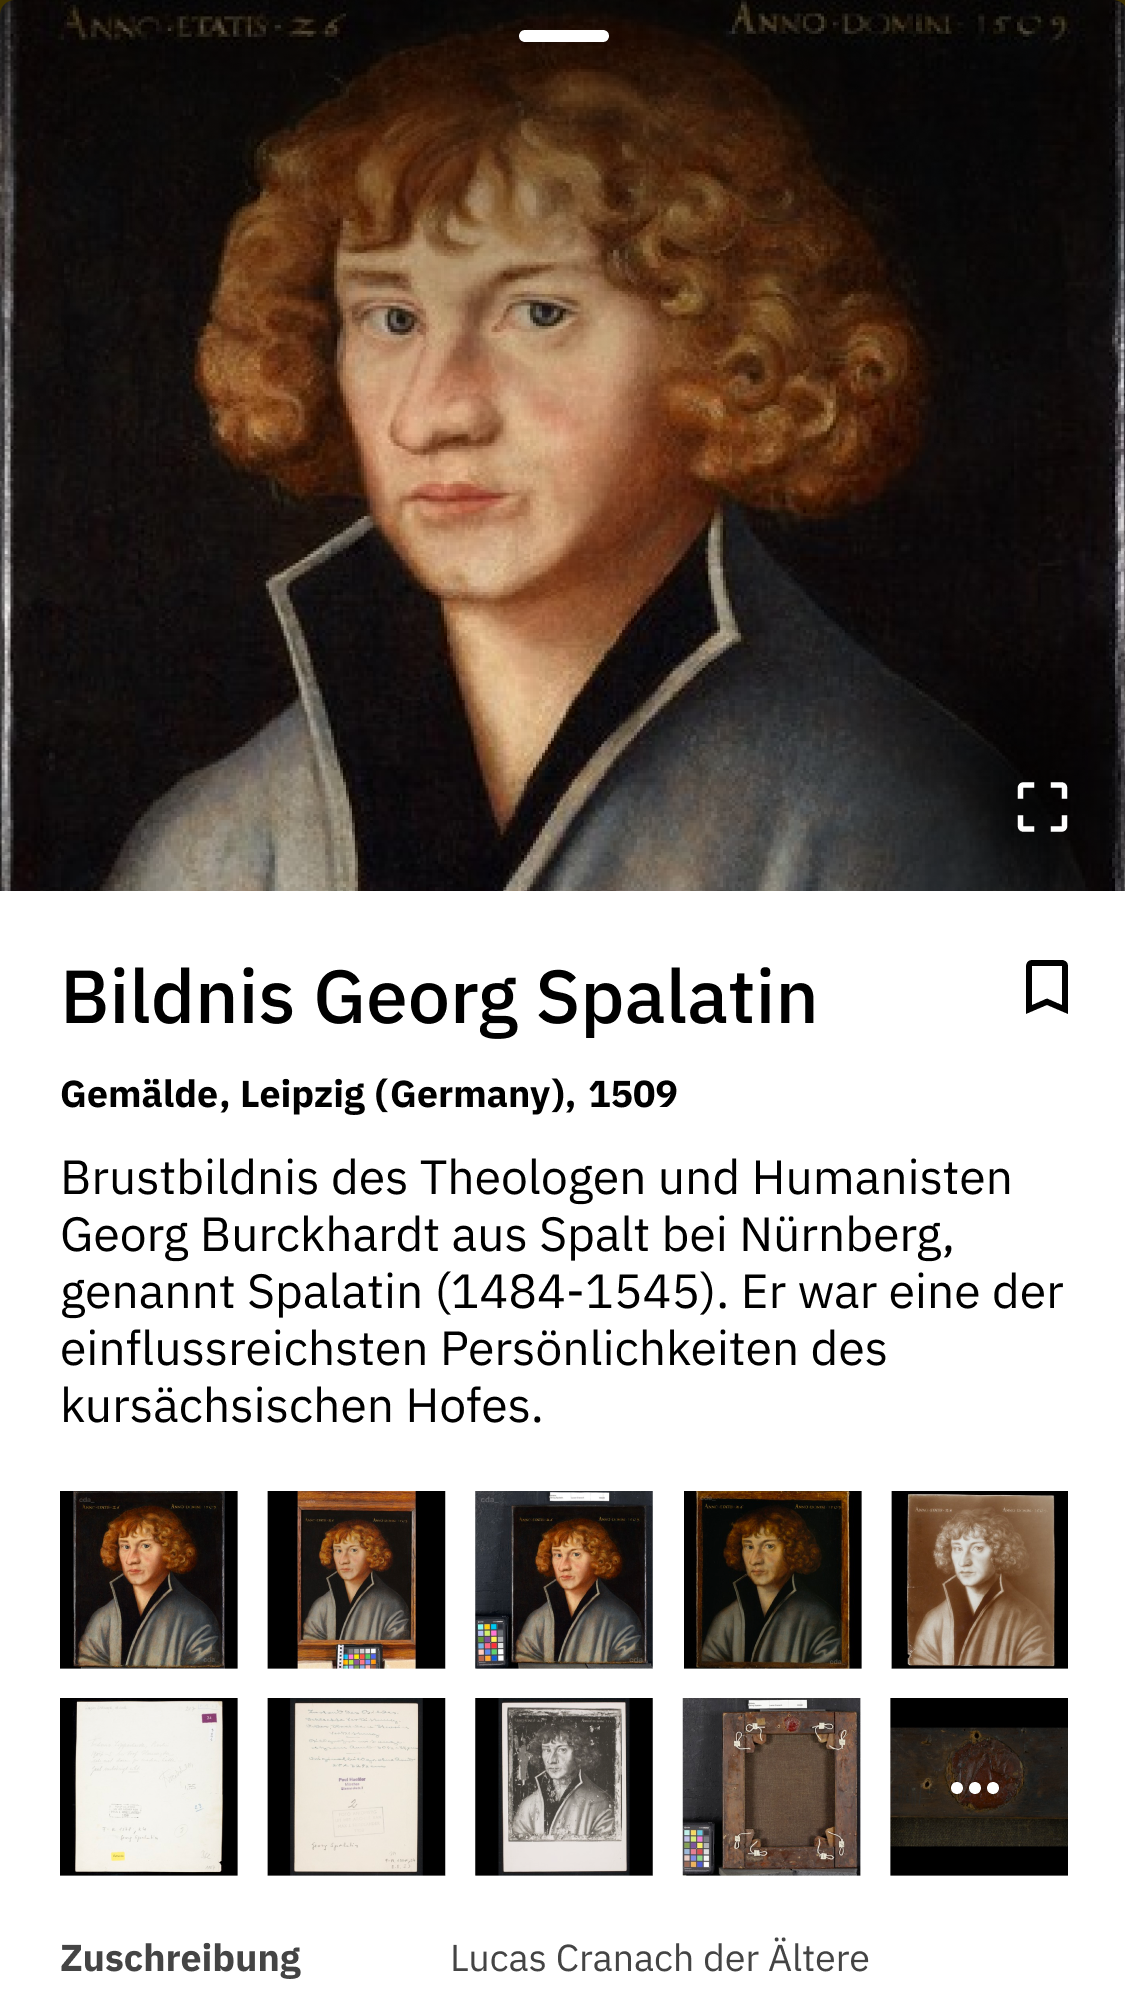 ANNO·ETATIS·26
ANNO·DOMINI·1509
Bildnis Georg Spalatin
Gemälde, Leipzig (Germany), 1509
Brustbildnis des Theologen und Humanisten
Georg Burckhardt aus Spalt bei Nürnberg,
genannt Spalatin (1484-1545). Er war eine der
einflussreichsten Persönlichkeiten des
kursächsischen Hofes.
Zuschreibung
Lucas Cranach der Ältere